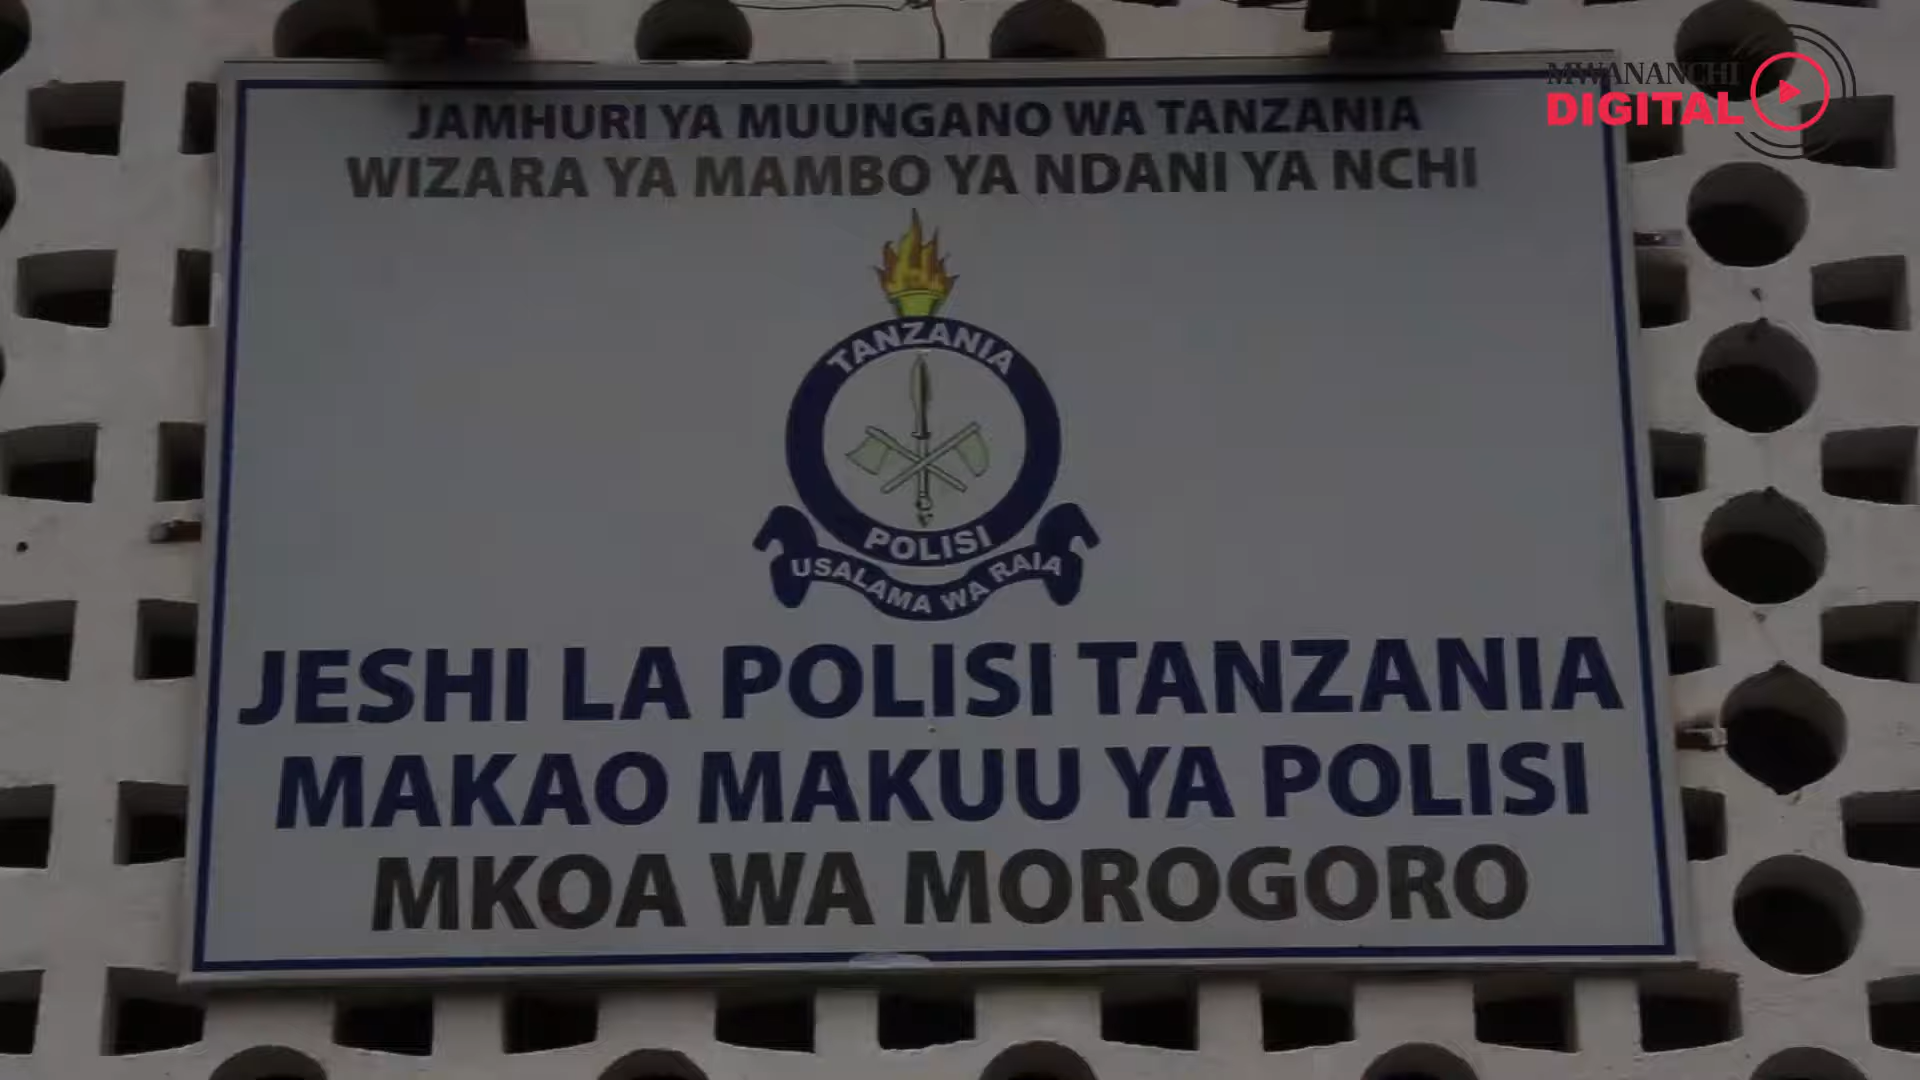 MWANANCHI
DIGITAL
JAMHURI YA MUUNGANO WA TANZANIA
WIZARA YA MAMBO YA NDANI YA NCHI
TANZANIA
POLISI
USALAMA WA RAIA
JESHI LA POLISI TANZANIA
MAKAO MAKUU YA POLISI
MKOA WA MOROGORO